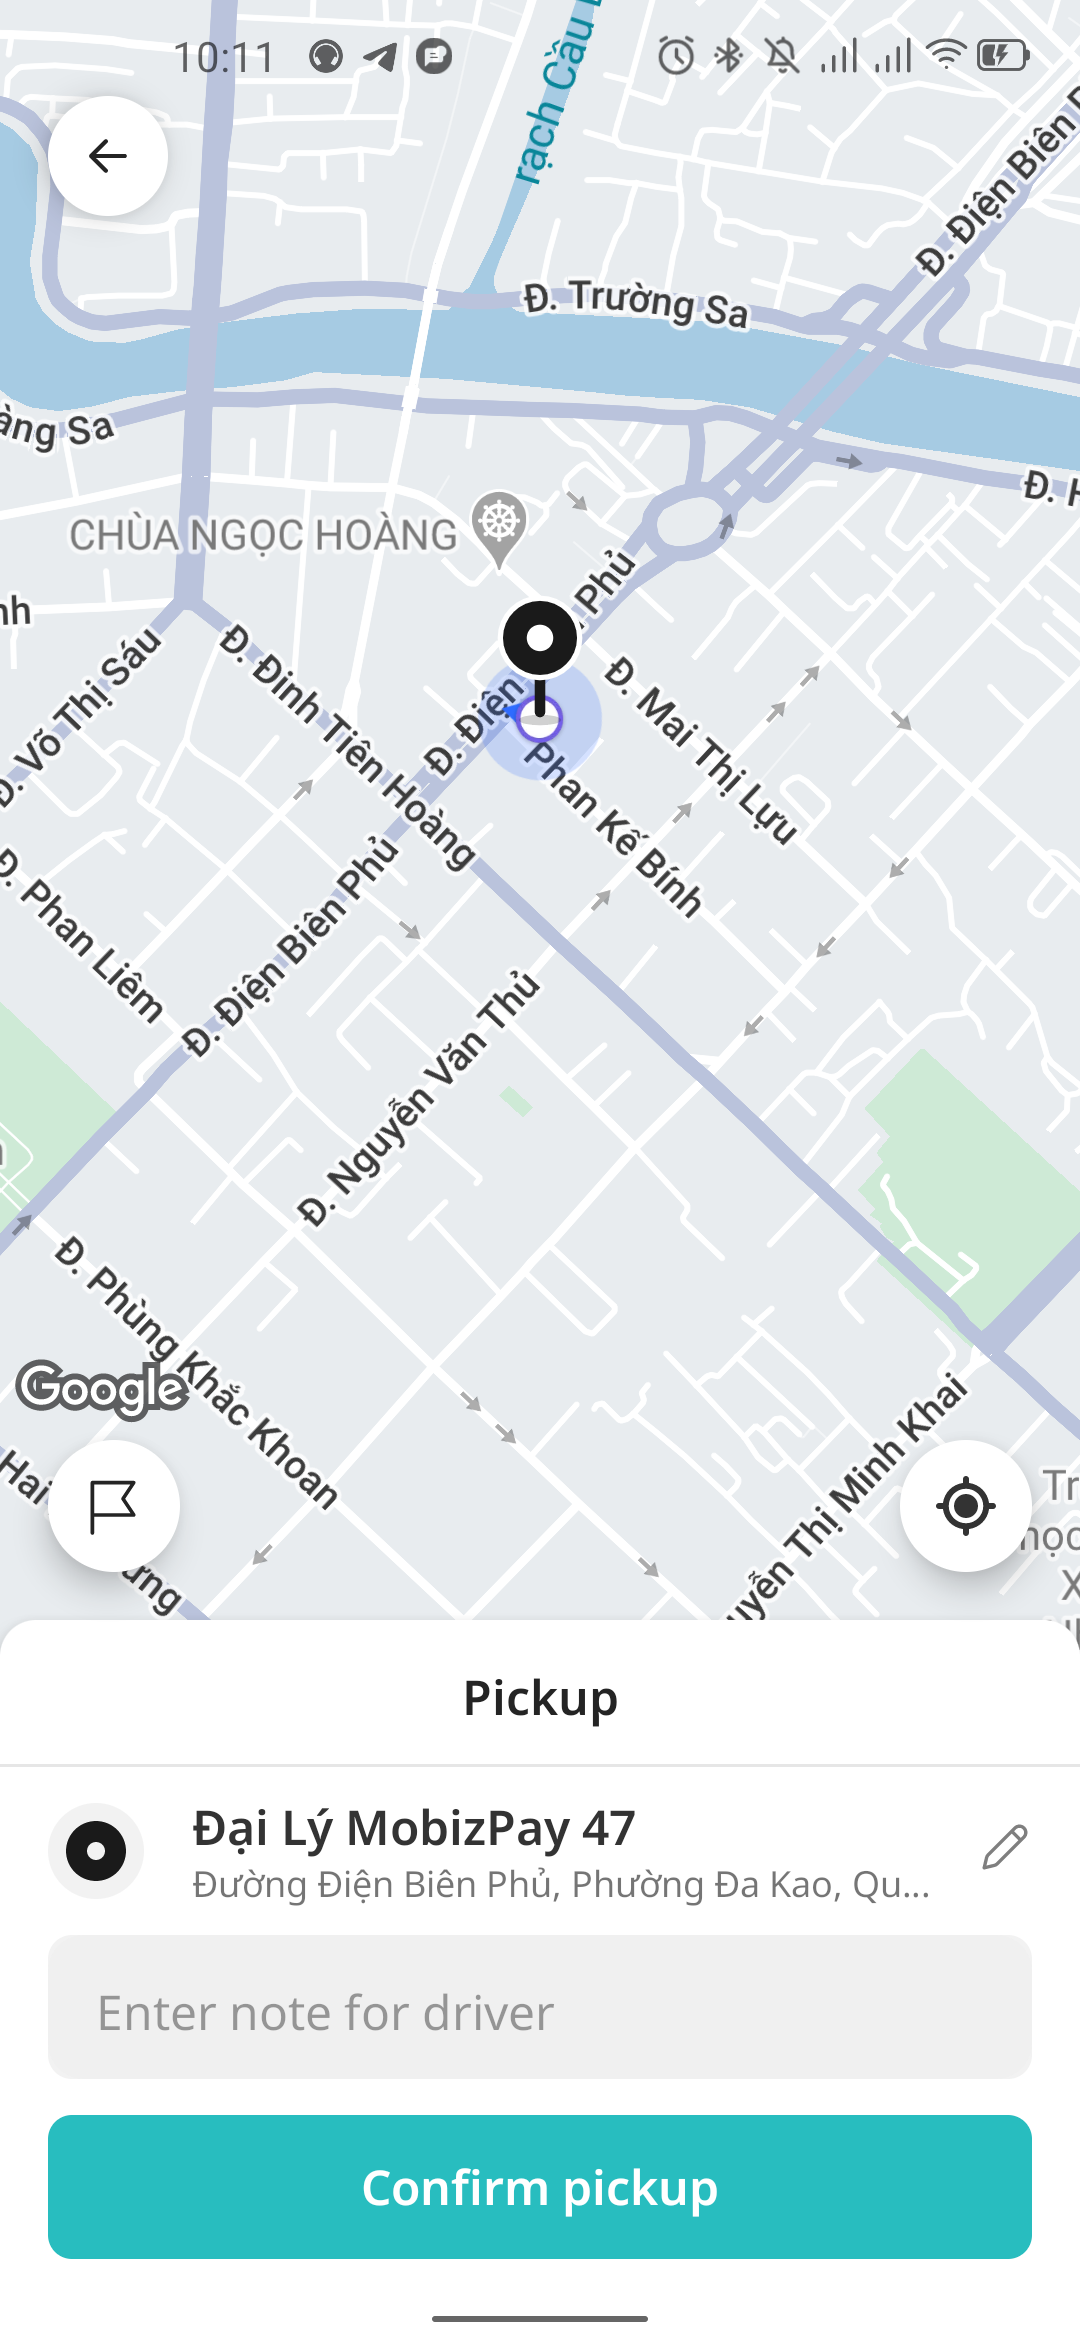 10:11
rạch Cầu
Đ. Điện Biên
Đ. Trường Sa
àng Sa
Đ. H
CHÙA NGỌC HOÀNG
Phủ
nh
Đ. Võ Thị Sáu
Đ. Đinh Tiên Hoàng
Đ. Điện
Đ. Mai Thị Lựu
Phan Kế Bính
Đ. Phan Liêm
Đ. Điện Biên Phủ
Đ. Nguyễn Văn Thủ
Đ. Phùng Khắc Khoan
Google
Hai
ưng
uyễn Thị Minh Khai
Tr
học
X
Pickup
Đại Lý MobizPay 47
Đường Điện Biên Phủ, Phường Đa Kao, Qu...
Enter note for driver
Confirm pickup